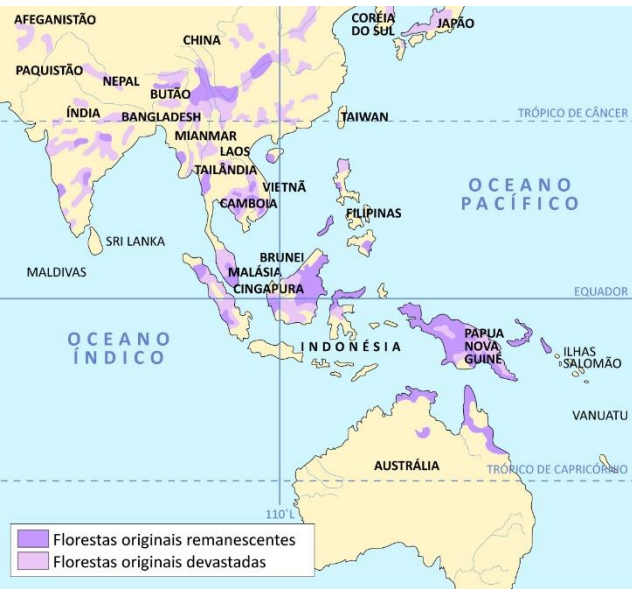 AFEGANISTÃO
CORÉIA
DO SUL
JAPÃO
CHINA
PAQUISTÃO
NEPAL
BUTÃO
ÍNDIA
BANGLADESH
TAIWAN
TRÓPICO DE CÂNCER
MIANMAR
LAOS
TAILÂNDIA
VIETNÃ
CAMBOIA
FILIPINAS
OCEANO
PACÍFICO
SRI LANKA
MALDIVAS
BRUNEI
MALÁSIA
CINGAPURA
EQUADOR
OCEANO
ÍNDICO
INDONÉSIA
PAPUA
NOVA
GUINÉ
ILHAS
SALOMÃO
VANUATU
AUSTRÁLIA
TRÓPICO DE CAPRICÓRNIO
110°L
Florestas originais remanescentes
Florestas originais devastadas